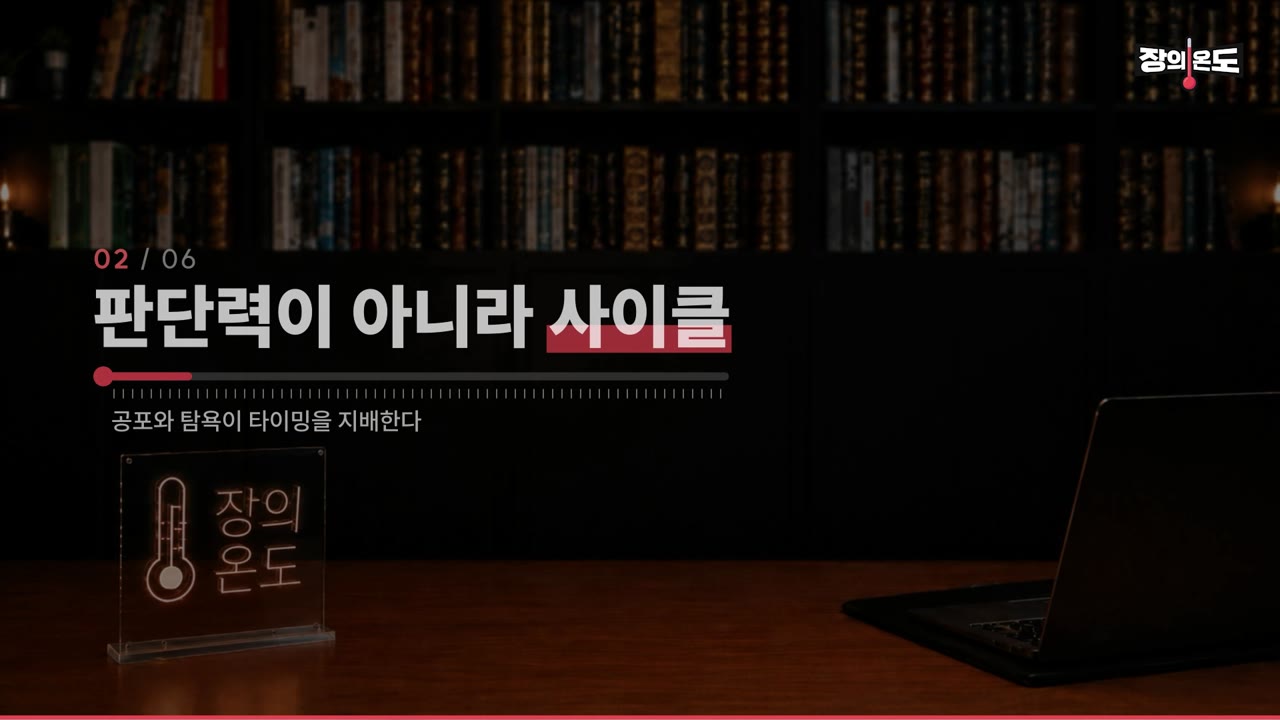 장의온도
02 / 06
판단력이 아니라 사이클
공포와 탐욕이 타이밍을 지배한다
장의
온도